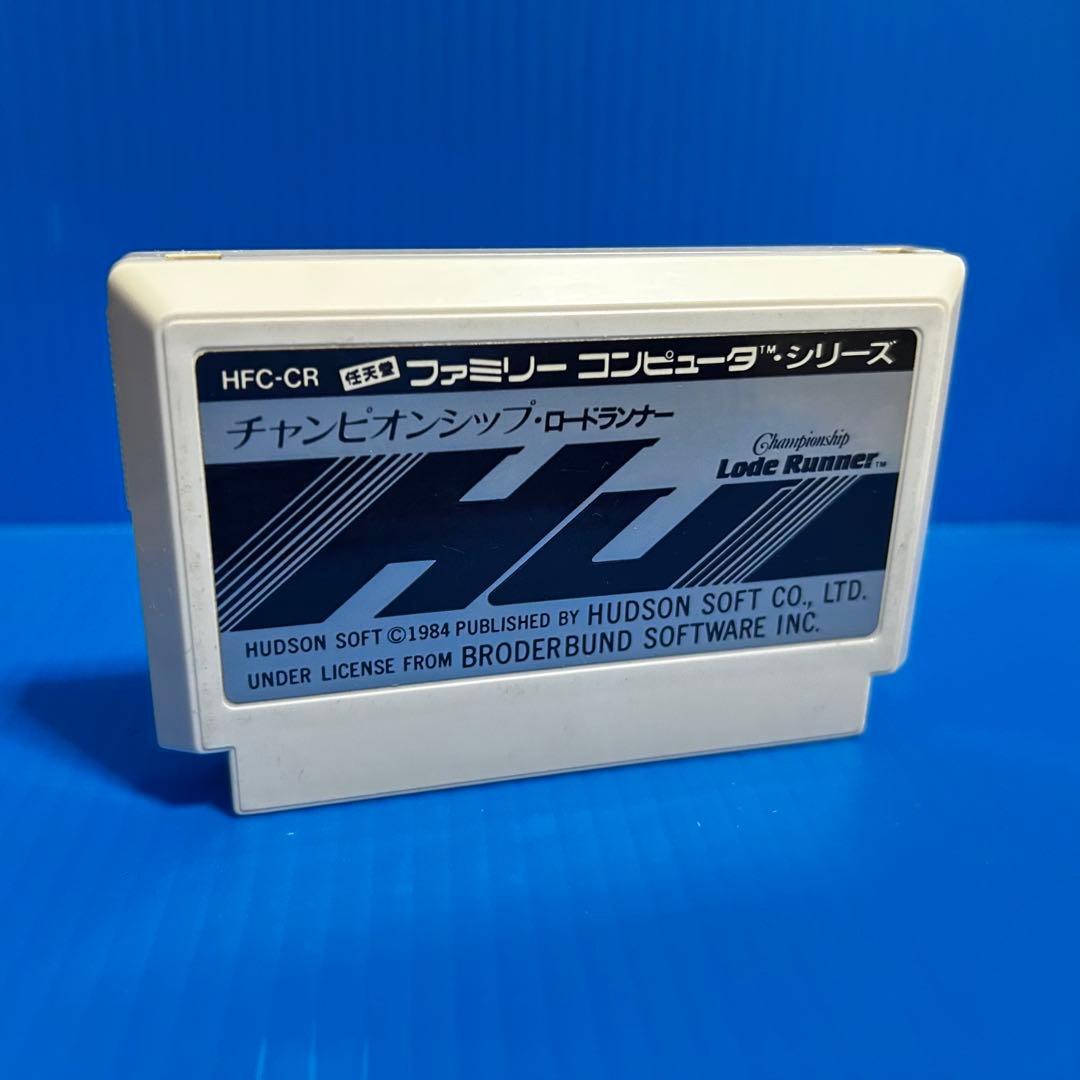 HFC-CR 任天堂 ファミリー コンピュータ™・シリーズ
チャンピオンシップ・ロードランナー
Championship
Lode Runner™
HU
HUDSON SOFT ©1984 PUBLISHED BY HUDSON SOFT CO., LTD.
UNDER LICENSE FROM BRODERBUND SOFTWARE INC.